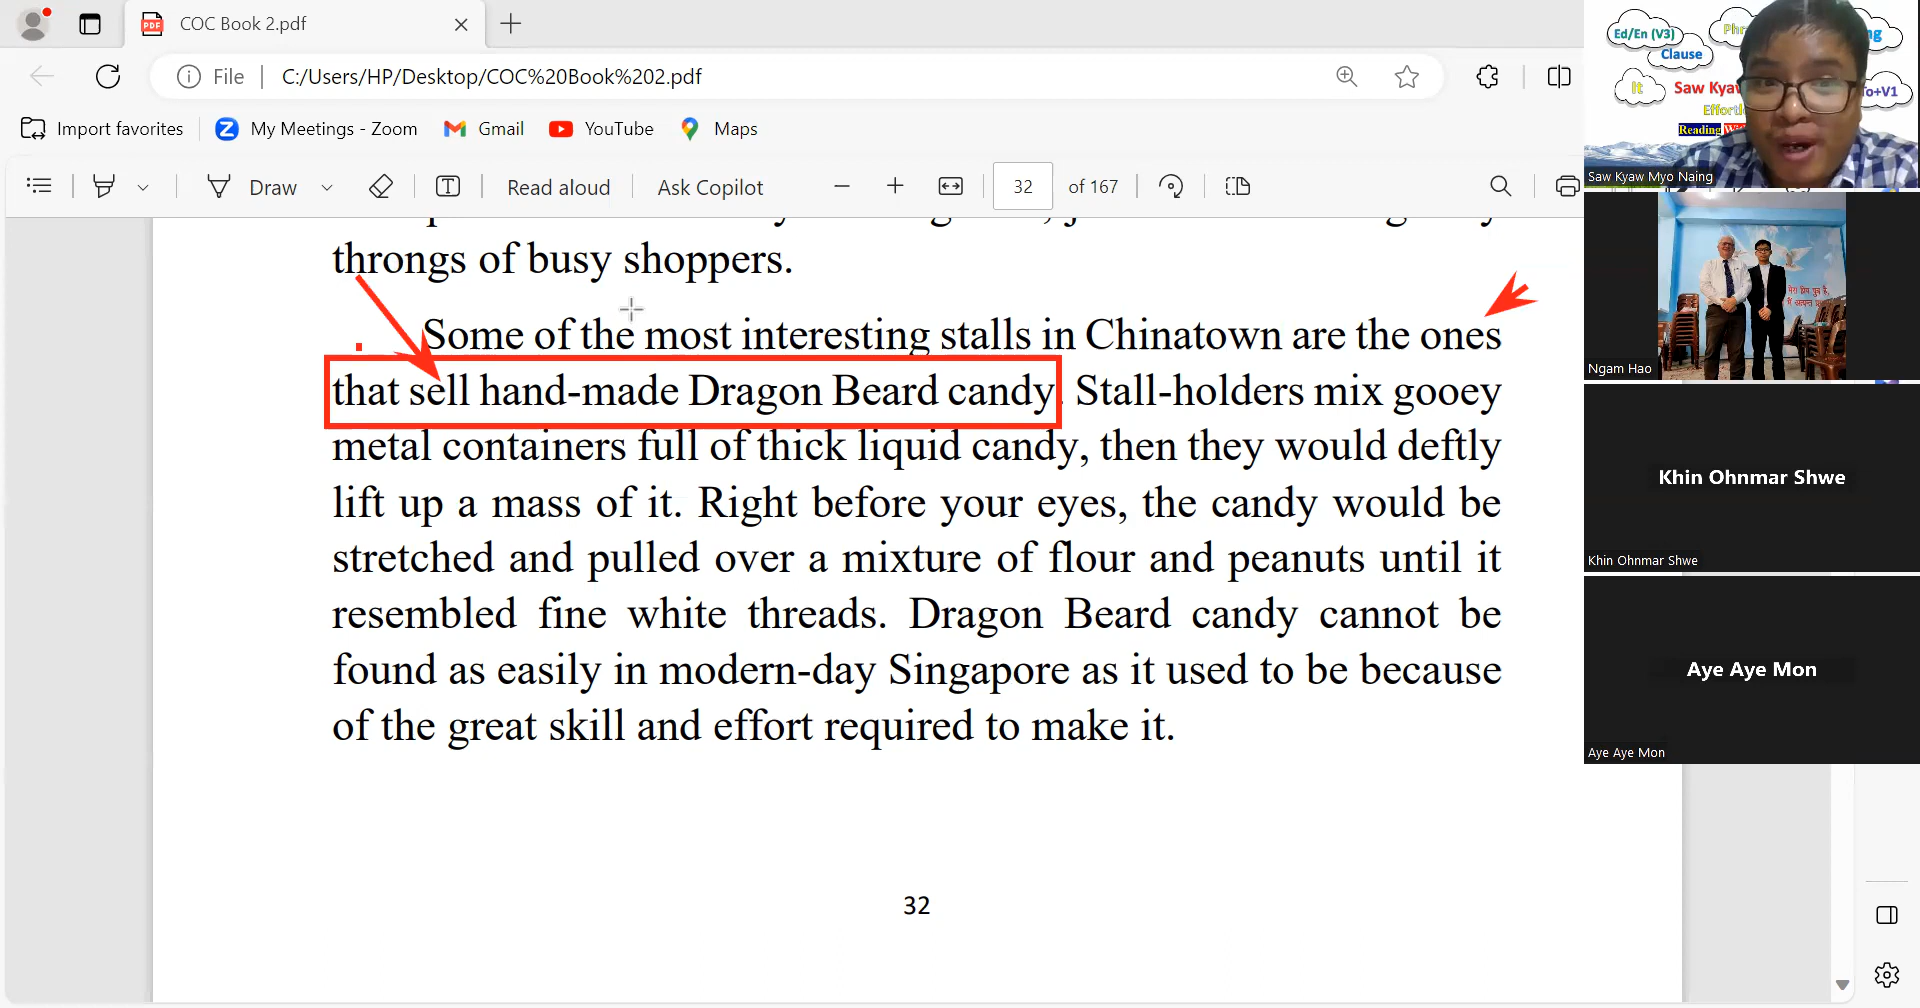 COC Book 2.pdf
File
C:/Users/HP/Desktop/COC%20Book%202.pdf
Import favorites
My Meetings - Zoom
Gmail
YouTube
Maps
Draw
Read aloud
Ask Copilot
32
of 167
throngs of busy shoppers.
Some of the most interesting stalls in Chinatown are the ones
that sell hand-made Dragon Beard candy. Stall-holders mix gooey
metal containers full of thick liquid candy, then they would deftly
lift up a mass of it. Right before your eyes, the candy would be
stretched and pulled over a mixture of flour and peanuts until it
resembled fine white threads. Dragon Beard candy cannot be
found as easily in modern-day Singapore as it used to be because
of the great skill and effort required to make it.
32
Ed/En (V3)
Clause
It
Saw Kyaw
To+V1
Reading
Saw Kyaw Myo Naing
Ngam Hao
Khin Ohnmar Shwe
Khin Ohnmar Shwe
Aye Aye Mon
Aye Aye Mon